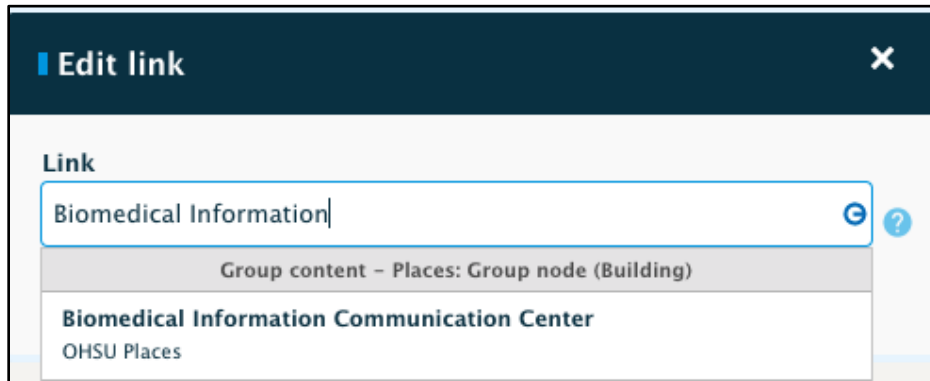 Edit link
Link
Biomedical Information
?
Group content – Places: Group node (Building)
Biomedical Information Communication Center
OHSU Places